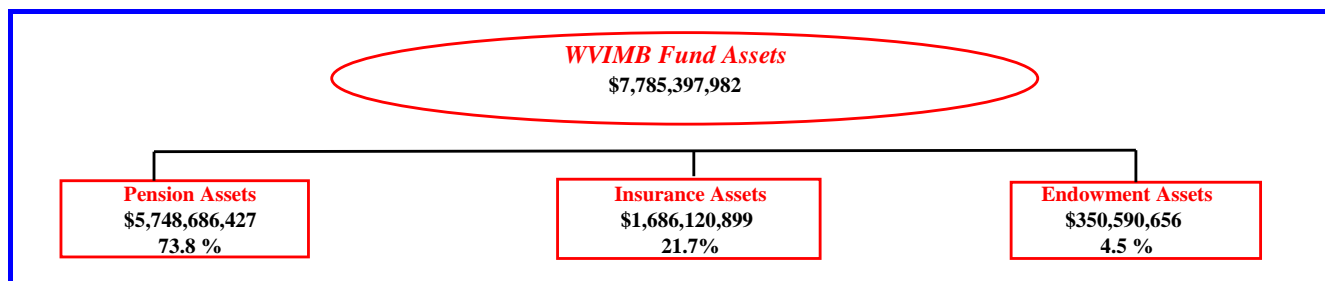 WVIMB Fund Assets
$7,785,397,982
Pension Assets
$5,748,686,427
73.8 %
Insurance Assets
$1,686,120,899
21.7%
Endowment Assets
$350,590,656
4.5 %